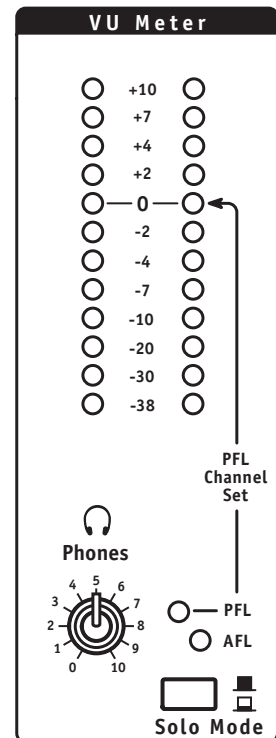 VU Meter
+10
+7
+4
+2
0
-2
-4
-7
-10
-20
-30
-38
PFL
Channel
Set
Phones
0 1 2 3 4 5 6 7 8 9 10
PFL
AFL
Solo Mode